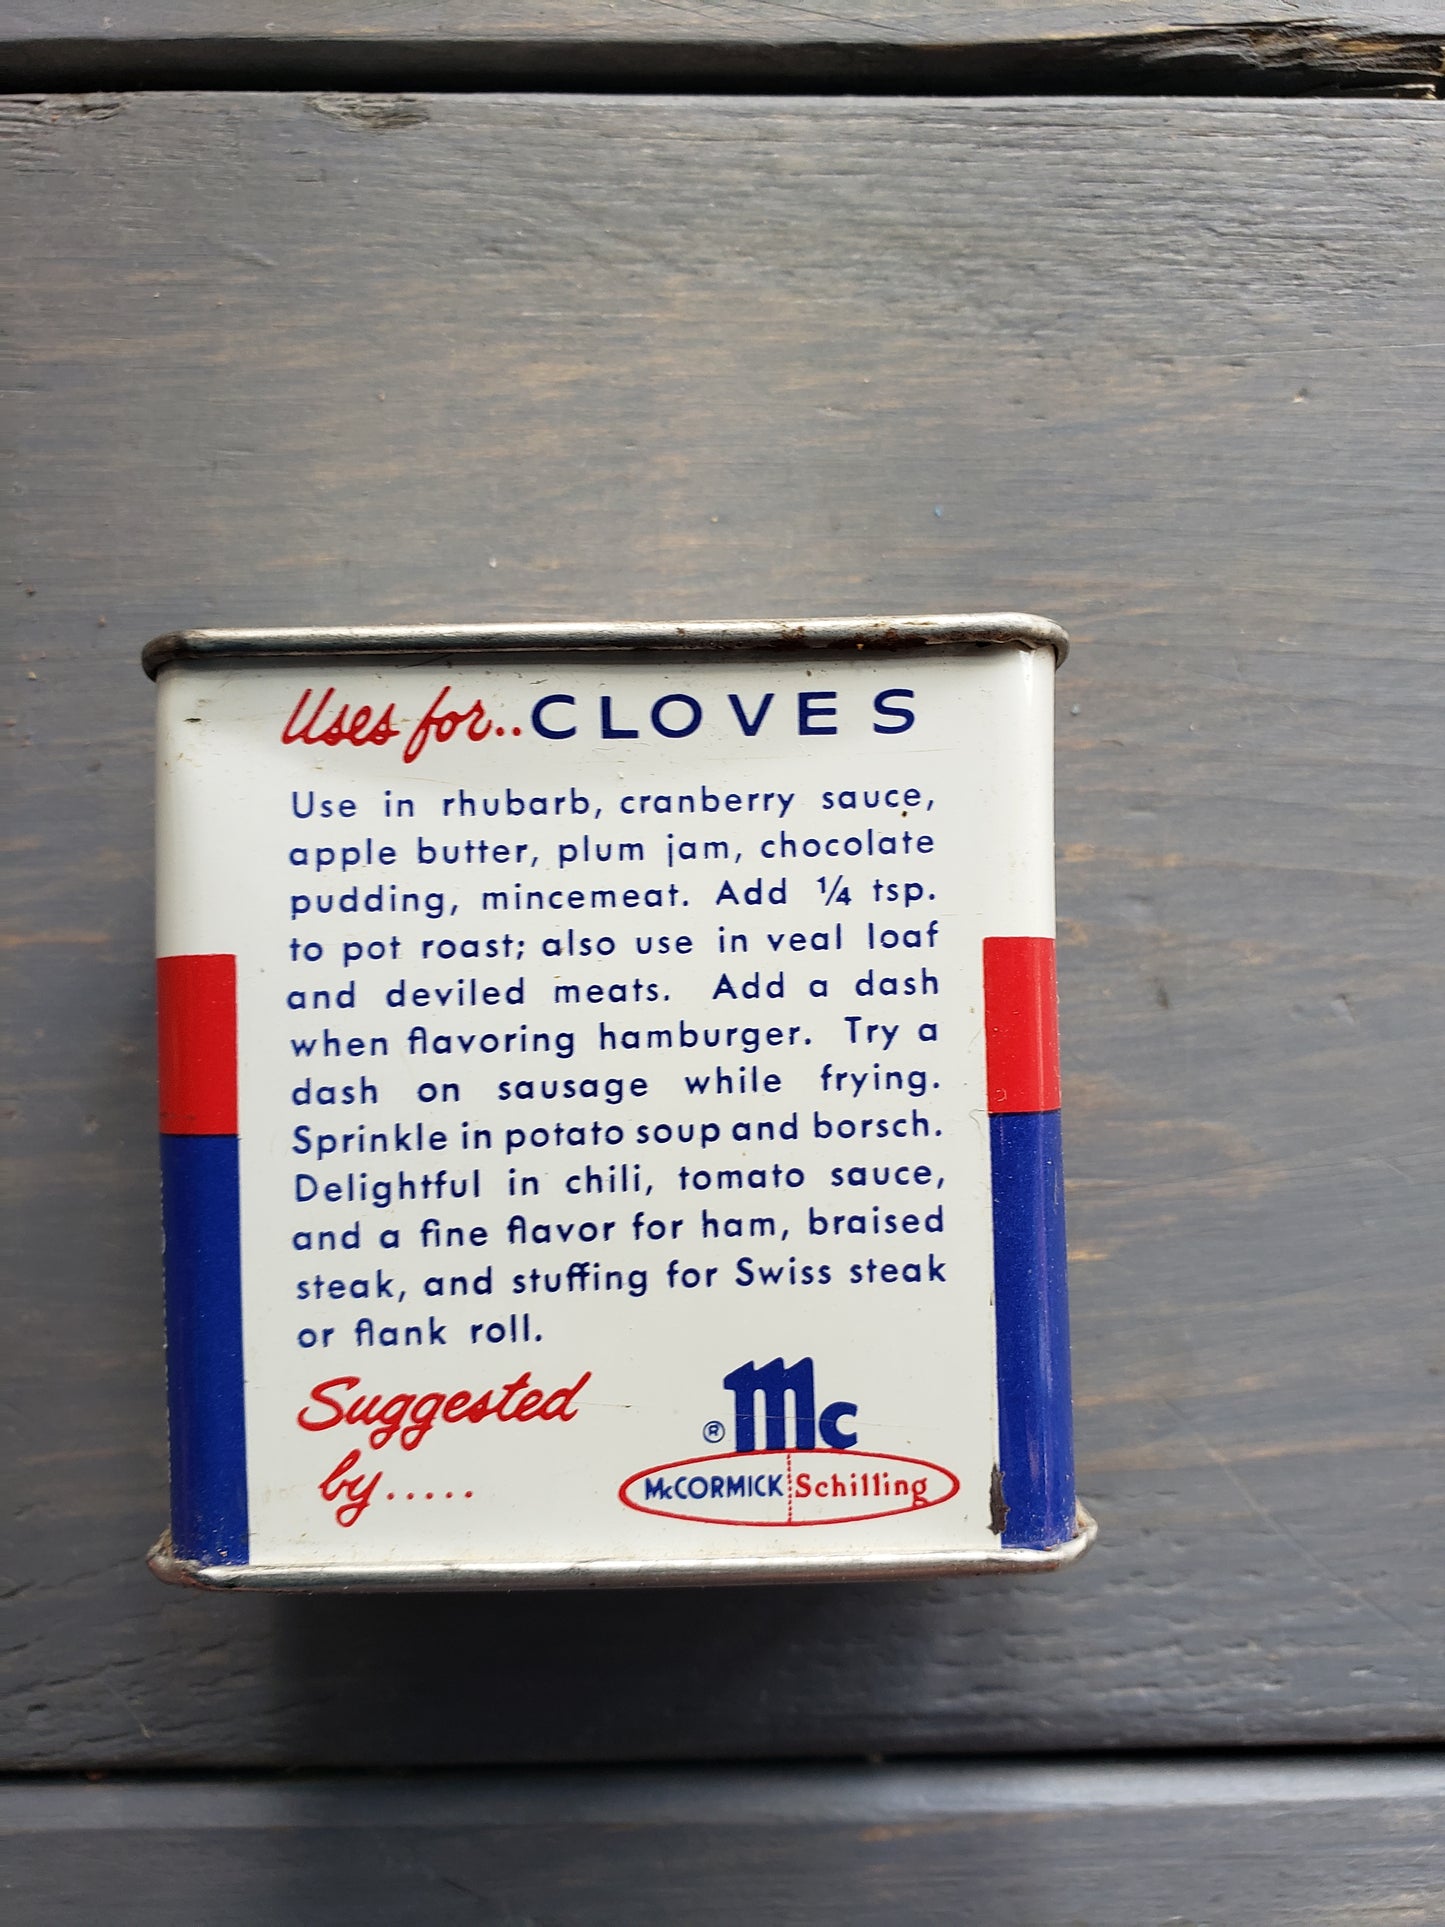 Uses for..CLOVES
Use in rhubarb, cranberry sauce,
apple butter, plum jam, chocolate
pudding, mincemeat. Add ¼ tsp.
to pot roast; also use in veal loaf
and deviled meats. Add a dash
when flavoring hamburger. Try a
dash on sausage while frying.
Sprinkle in potato soup and borsch.
Delightful in chili, tomato sauce,
and a fine flavor for ham, braised
steak, and stuffing for Swiss steak
or flank roll.
Suggested
by.....
® Mc
McCORMICK Schilling